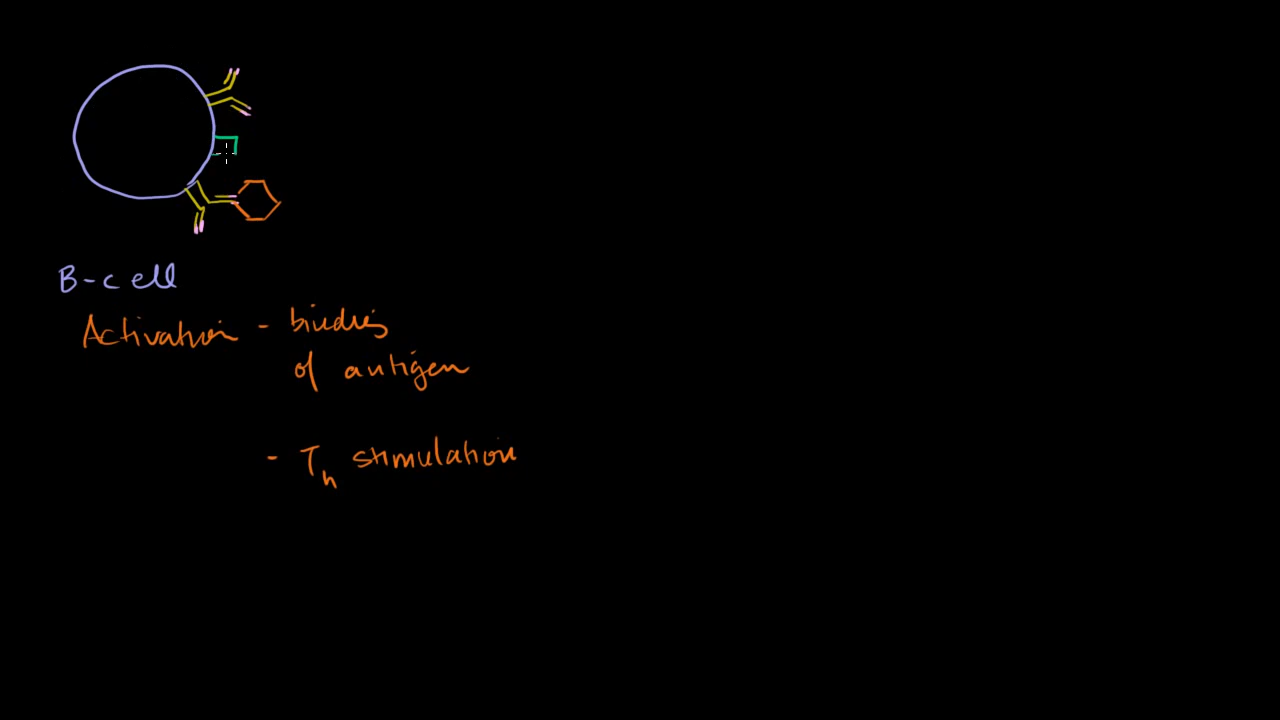 B-cell
Activation - binding
of antigen
- Th stimulation